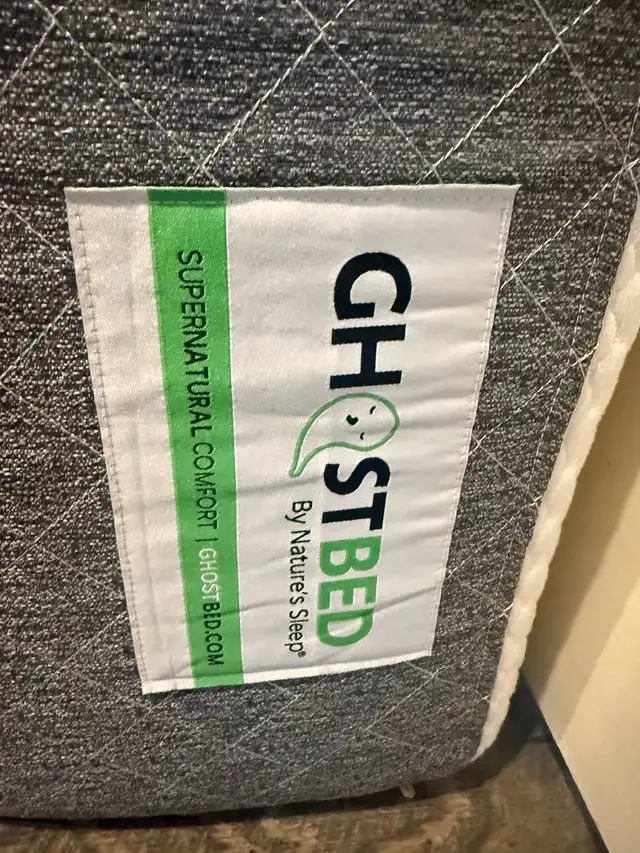 GHOSTBED
By Nature's Sleep®
SUPERNATURAL COMFORT | GHOSTBED.COM